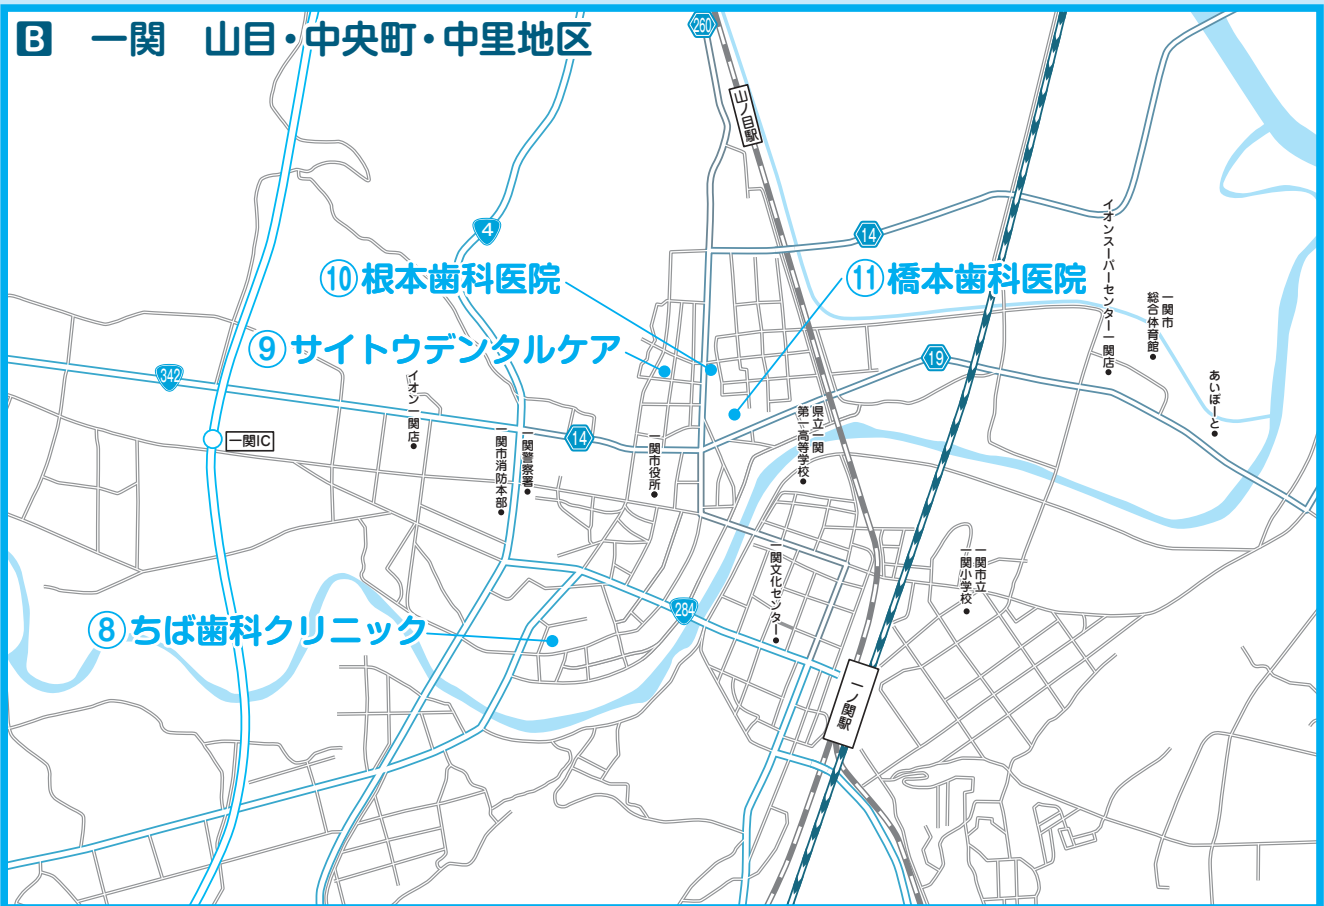 B 一関 山目・中央町・中里地区
260
山ノ目駅
4
14
イオンスーパーセンター一関店
⑩根本歯科医院
⑪橋本歯科医院
一関市
総合体育館
⑨サイトウデンタルケア
19
342
イオン一関店
あいぽーと
県立一関
第一高等学校
一関IC
14
一関市消防本部
一関警察署
一関市役所
一関文化センター
一関市立
一関小学校
284
⑧ちば歯科クリニック
一ノ関駅